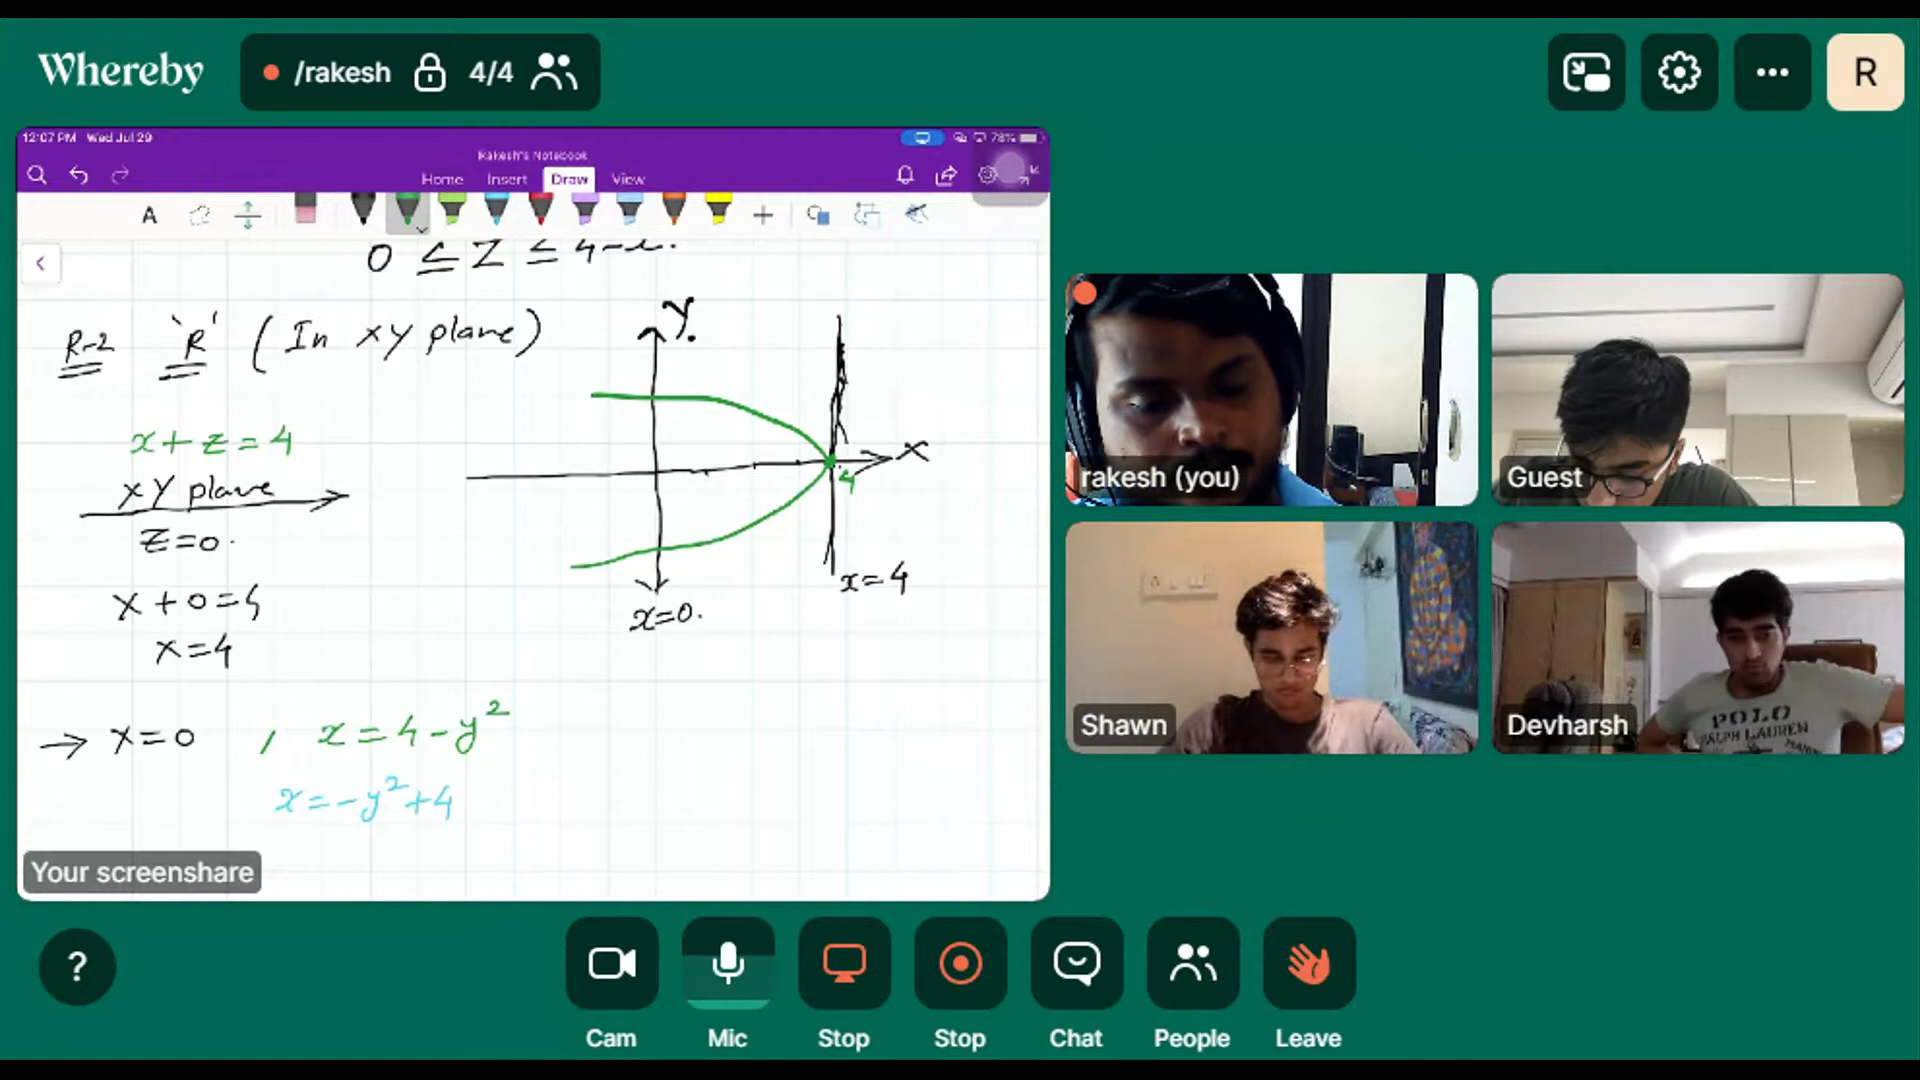 Whereby
/rakesh 4/4
R
12:07 PM Wed Jul 29
78%
Rakesh's Notebook
Home Insert Draw View
A
0 ≤ Z ≤ 4-x.
R-2 'R' (In XY plane)
Y.
x+z=4
XY plane
Z=0.
X+0=4
X=4
X
4
x=4
x=0.
→ X=0 , x=4-y²
x=-y²+4
Your screenshare
rakesh (you)
Guest
Shawn
Devharsh
POLO
RALPH LAUREN
?
Cam
Mic
Stop
Stop
Chat
People
Leave